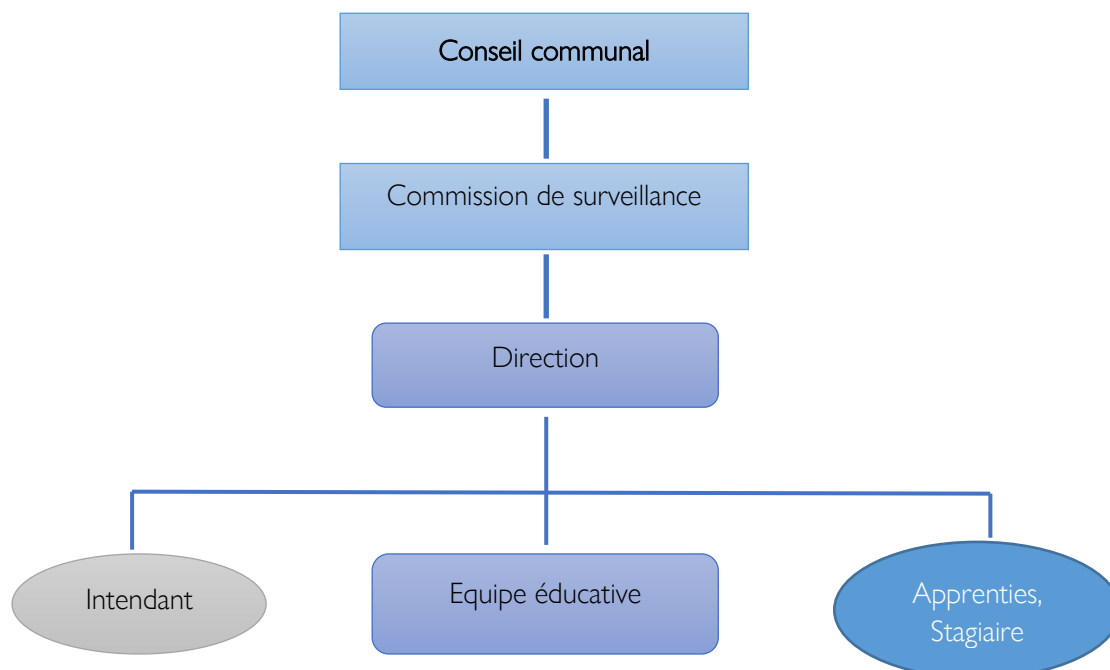 Conseil communal
Commission de surveillance
Direction
Intendant
Equipe éducative
Apprenties,
Stagiaire